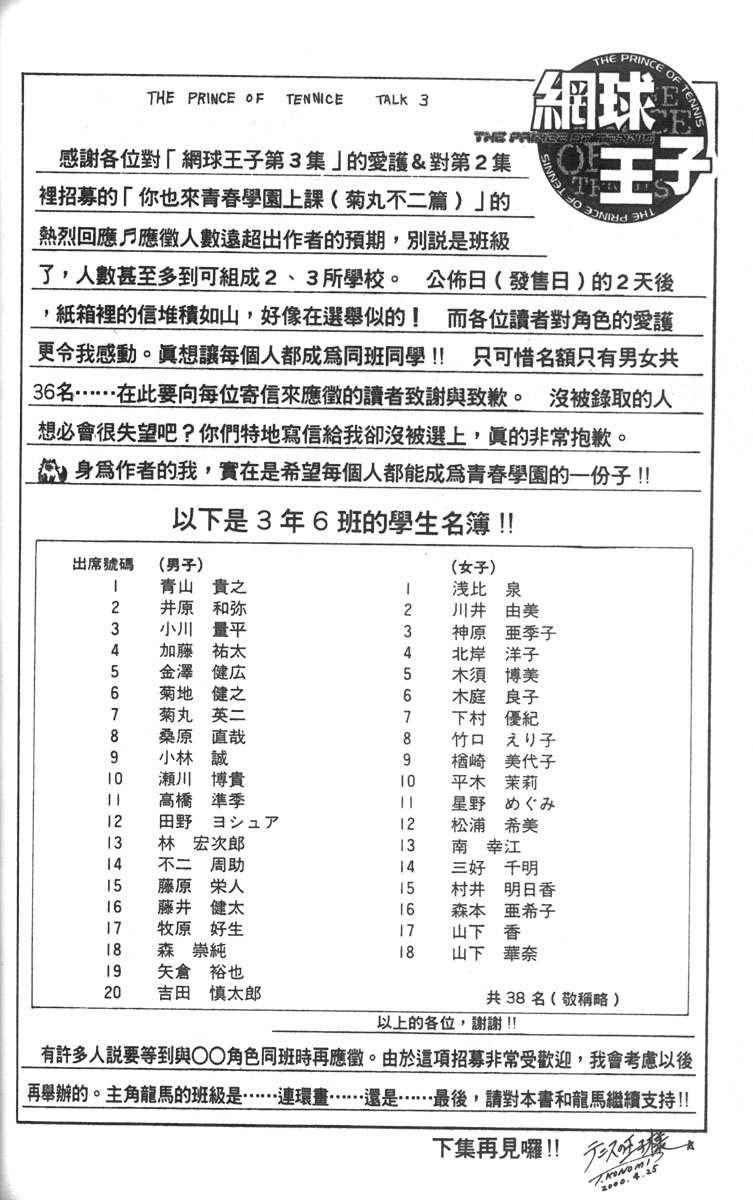 THE PRINCE OF TENNICE TALK 3
THE PRINCE OF TENNIS
網球
THE PRINCE OF TENNIS
王子
THE PRINCE OF TENNIS
感謝各位對「網球王子第3集」的愛護&對第2集
裡招募的「你也來青春學園上課(菊丸不二篇)」的
熱烈回應♬應徵人數遠超出作者的預期,別説是班級
了,人數甚至多到可組成2、3所學校。 公佈日(發售日)的2天後
,紙箱裡的信堆積如山,好像在選舉似的! 而各位讀者對角色的愛護
更令我感動。眞想讓每個人都成爲同班同學!! 只可惜名額只有男女共
36名……在此要向每位寄信來應徵的讀者致謝與致歉。 沒被錄取的人
想必會很失望吧?你們特地寫信給我卻沒被選上,眞的非常抱歉。
身爲作者的我,實在是希望每個人都能成爲青春學園的一份子!!
以下是3年6班的學生名簿!!
出席號碼 (男子) (女子)
1 青山 貴之 1 浅比 泉
2 井原 和弥 2 川井 由美
3 小川 量平 3 神原 亜季子
4 加藤 祐太 4 北岸 洋子
5 金澤 健広 5 木須 博美
6 菊地 健之 6 木庭 良子
7 菊丸 英二 7 下村 優紀
8 桑原 直哉 8 竹口 えり子
9 小林 誠 9 楢崎 美代子
10 瀬川 博貴 10 平木 茉莉
11 高橋 準季 11 星野 めぐみ
12 田野 ヨシュア 12 松浦 希美
13 林 宏次郎 13 南 幸江
14 不二 周助 14 三好 千明
15 藤原 栄人 15 村井 明日香
16 藤井 健太 16 森本 亜希子
17 牧原 好生 17 山下 香
18 森 崇純 18 山下 華奈
19 矢倉 裕也
20 吉田 慎太郎 共38名(敬稱略)
以上的各位,謝謝!!
有許多人説要等到與〇〇角色同班時再應徵。由於這項招募非常受歡迎,我會考慮以後
再舉辦的。主角龍馬的班級是……連環畫……還是……最後,請對本書和龍馬繼續支持!!
下集再見囉!!
テニスの王子様
T.KONOMI
2000.4.25